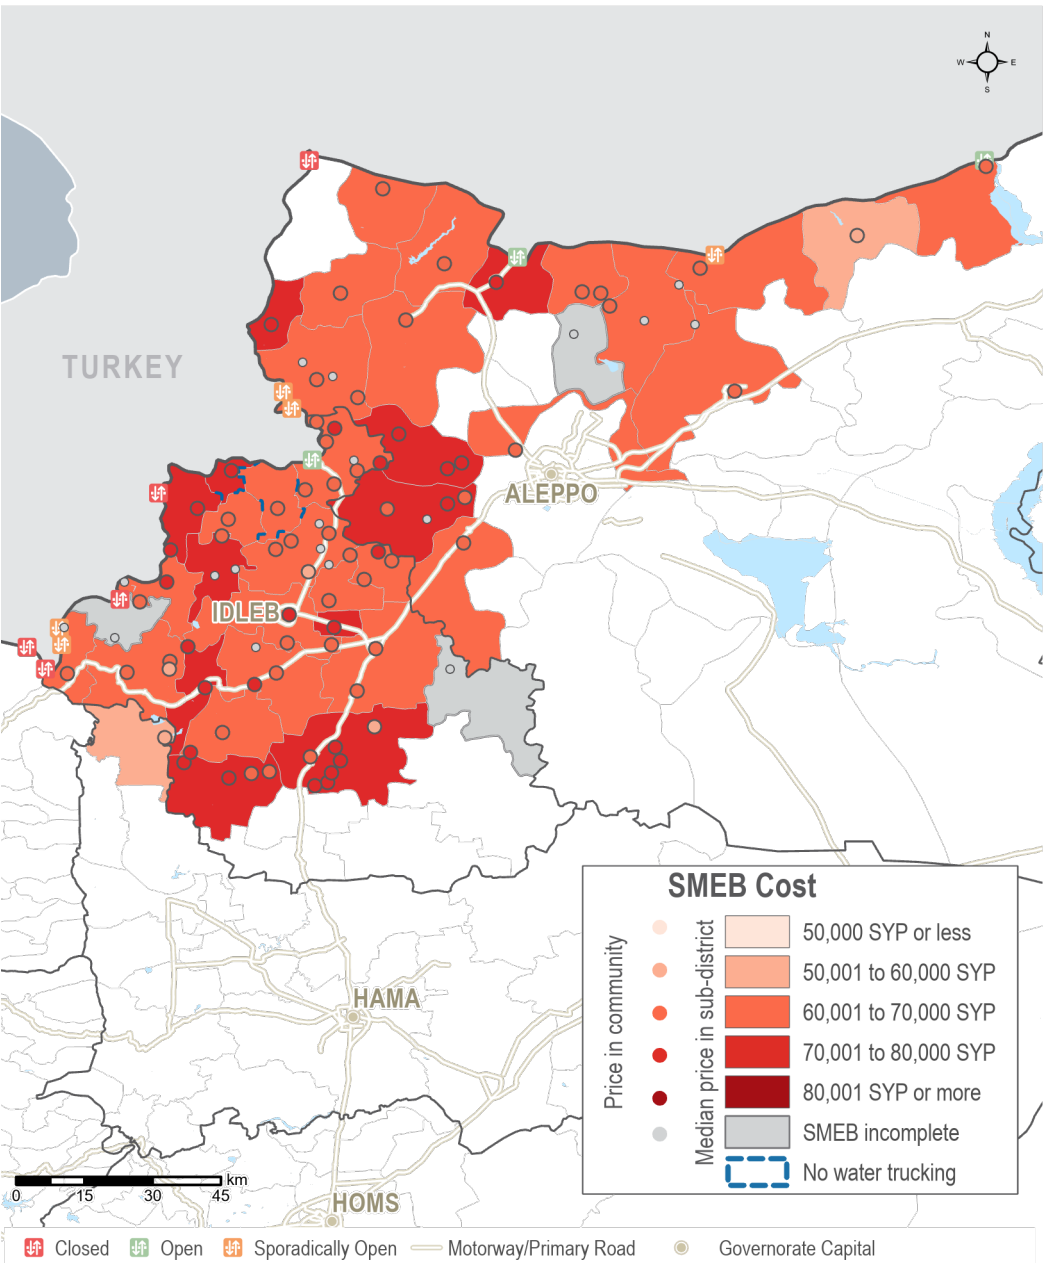 N
W
E
S
TURKEY
ALEPPO
IDLEB
HAMA
HOMS
SMEB Cost
Price in community
Median price in sub-district
50,000 SYP or less
50,001 to 60,000 SYP
60,001 to 70,000 SYP
70,001 to 80,000 SYP
80,001 SYP or more
SMEB incomplete
No water trucking
km
0 15 30 45
Closed Open Sporadically Open Motorway/Primary Road Governorate Capital